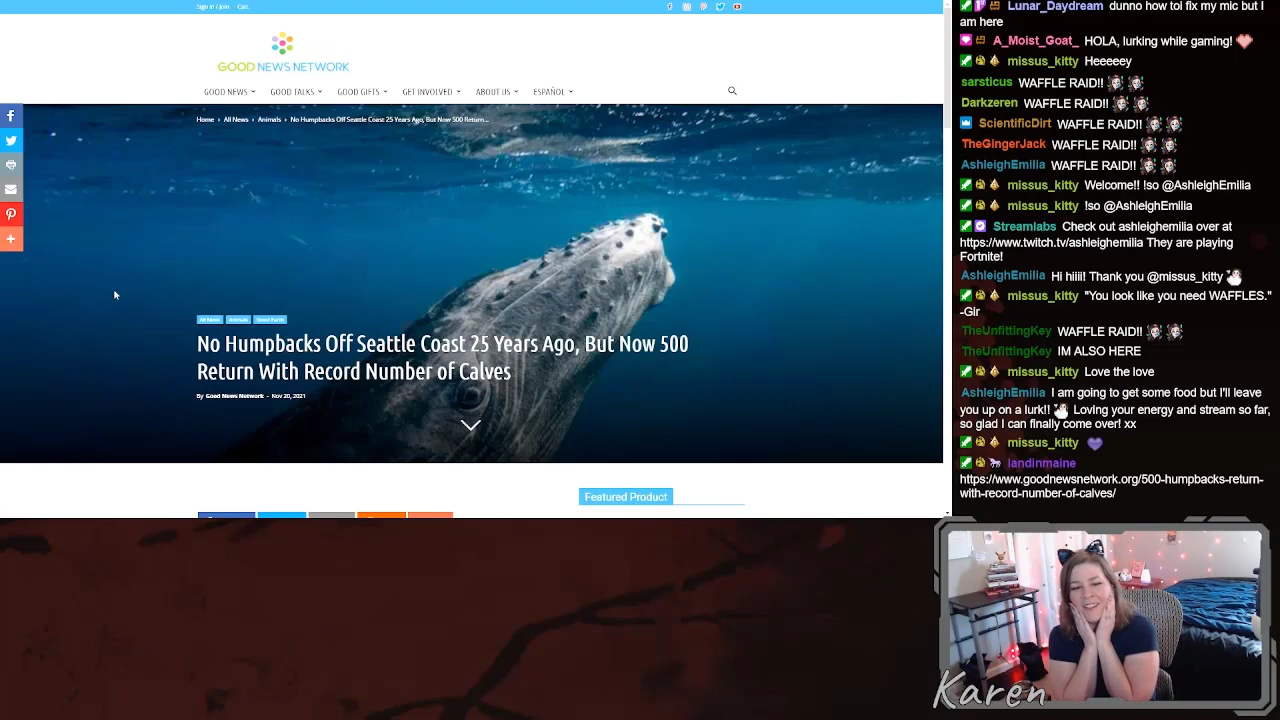 Sign in / Join Cart
GOOD NEWS NETWORK
GOOD NEWS GOOD TALKS GOOD GIFTS GET INVOLVED ABOUT US ESPAÑOL
Home › All News › Animals › No Humpbacks Off Seattle Coast 25 Years Ago, But Now 500 Return...
All News Animals Good Earth
No Humpbacks Off Seattle Coast 25 Years Ago, But Now 500
Return With Record Number of Calves
By Good News Network - Nov 20, 2021
Featured Product
Lunar_Daydream dunno how tol fix my mic but I
am here
A_Moist_Goat_ HOLA, lurking while gaming!
missus_kitty Heeeeey
sarsticus WAFFLE RAID!!
Darkzeren WAFFLE RAID!!
ScientificDirt WAFFLE RAID!!
TheGingerJack WAFFLE RAID!!
AshleighEmilia WAFFLE RAID!!
missus_kitty Welcome!! !so @AshleighEmilia
missus_kitty !so @AshleighEmilia
Streamlabs Check out ashleighemilia over at
https://www.twitch.tv/ashleighemilia They are playing
Fortnite!
AshleighEmilia Hi hiiii! Thank you @missus_kitty
missus_kitty "You look like you need WAFFLES."
-Glr
TheUnfittingKey WAFFLE RAID!!
TheUnfittingKey IM ALSO HERE
missus_kitty Love the love
AshleighEmilia I am going to get some food but I'll leave
you up on a lurk!! Loving your energy and stream so far,
so glad I can finally come over! xx
missus_kitty
landinmaine
https://www.goodnewsnetwork.org/500-humpbacks-return-
with-record-number-of-calves/
Karen